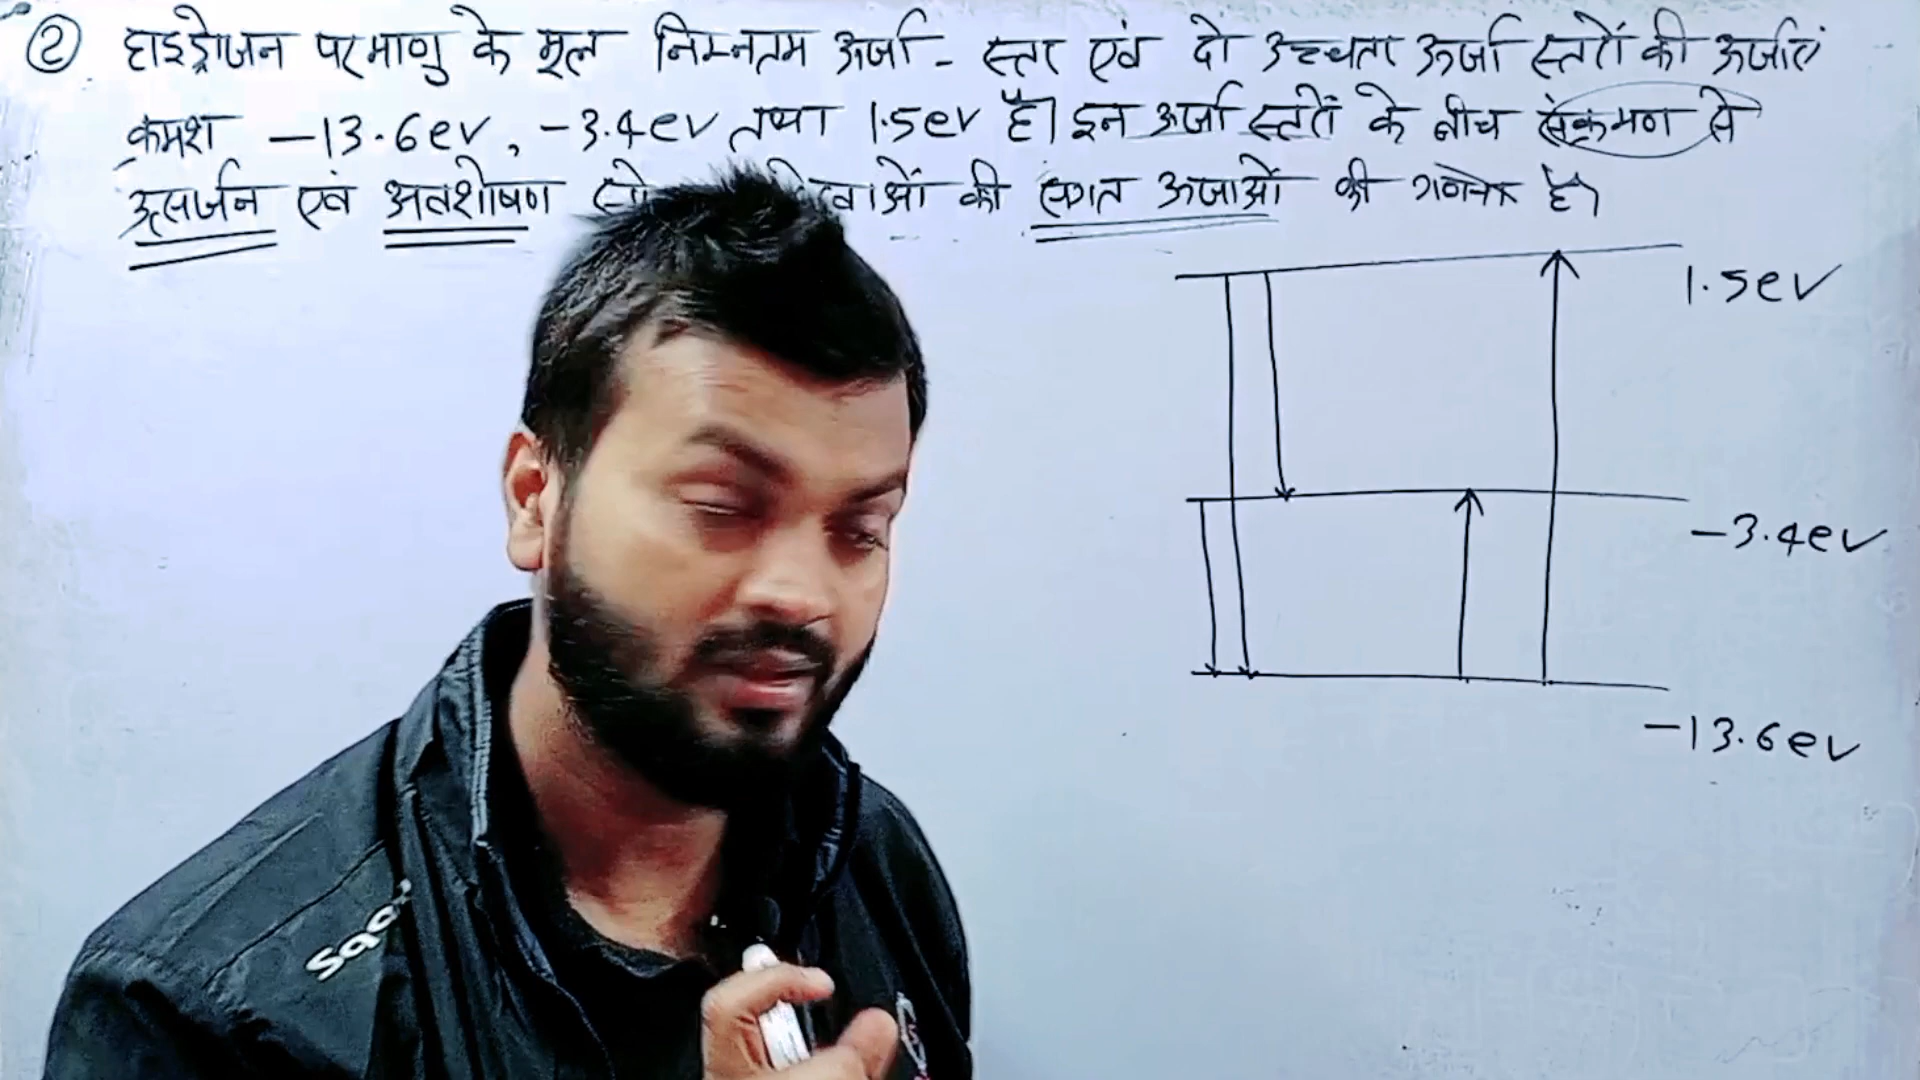 ② हाइड्रोजन परमाणु के मूल निम्नतम ऊर्जा - स्तर एवं दो उच्चतर ऊर्जा स्तरों की ऊर्जाएं
क्रमश -13.6ev, -3.4ev तथा 1.5ev है। इन ऊर्जा स्तरों के बीच संक्रमण से
उत्सर्जन एवं अवशोषण की संगत ऊर्जाओं की है।
1.5ev
-3.4ev
-13.6ev